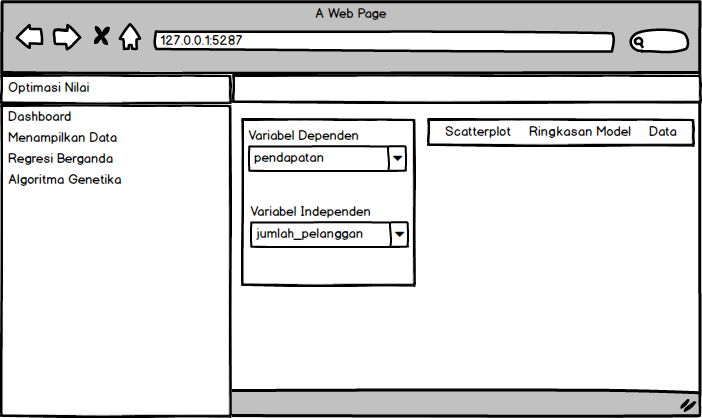 A Web Page
127.0.0.1:5287
Optimasi Nilai
Dashboard
Menampilkan Data
Regresi Berganda
Algoritma Genetika
Variabel Dependen
pendapatan
Variabel Independen
jumlah_pelanggan
Scatterplot Ringkasan Model Data